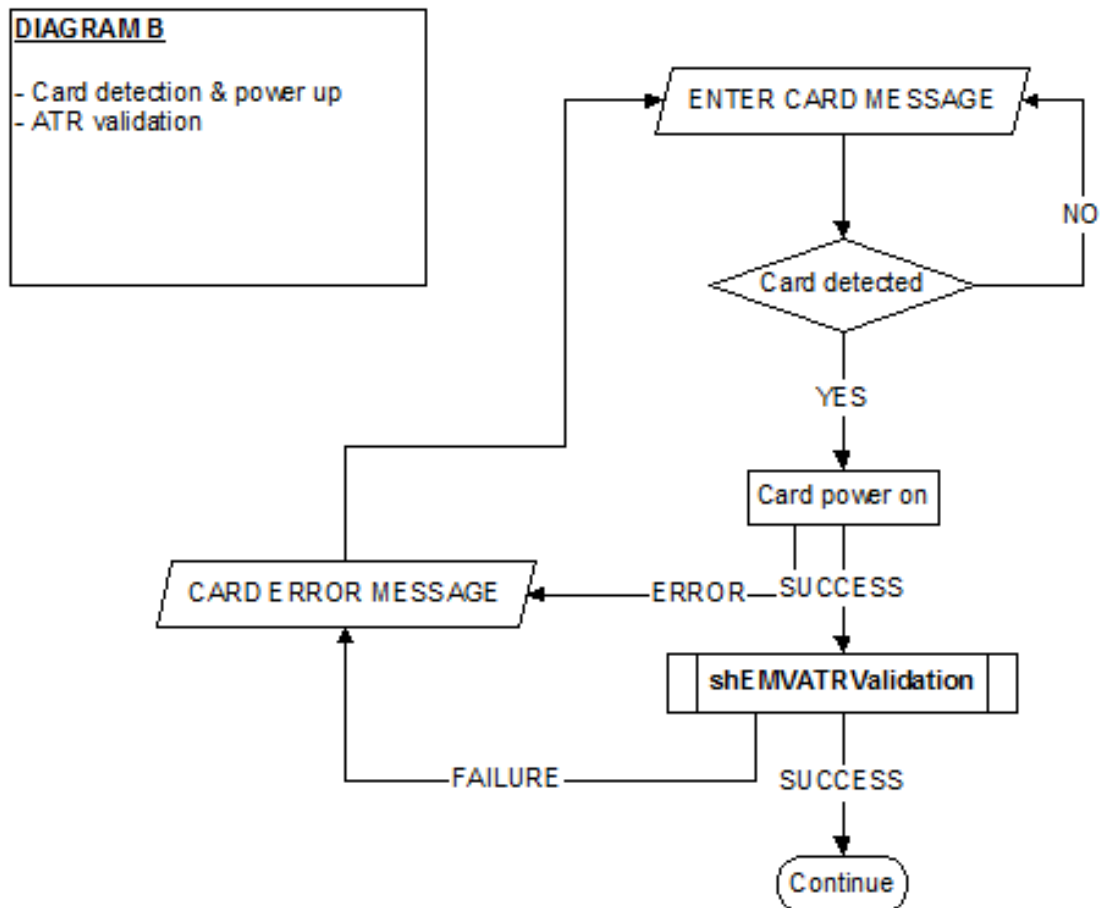 DIAGRAM B
- Card detection & power up
- ATR validation
ENTER CARD MESSAGE
NO
Card detected
YES
Card power on
CARD ERROR MESSAGE
ERROR
SUCCESS
shEMVATRValidation
FAILURE
SUCCESS
Continue